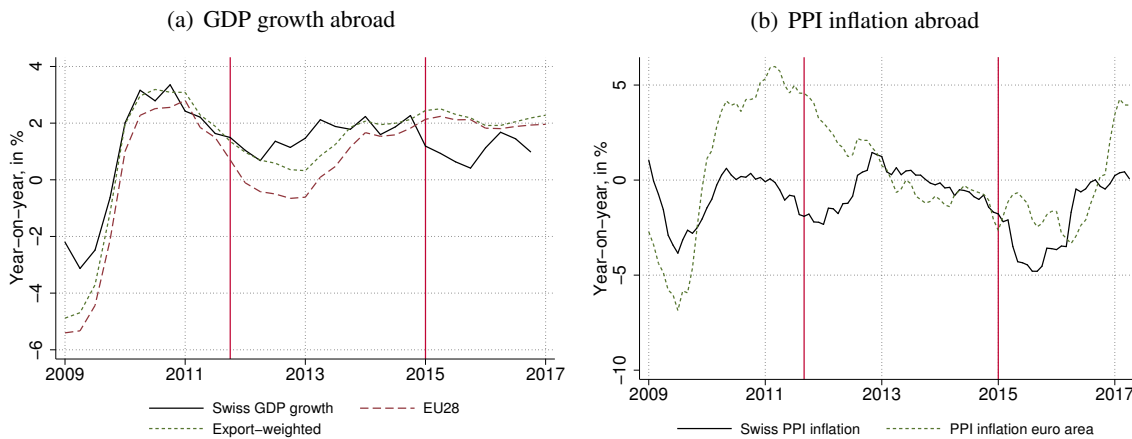 (a) GDP growth abroad
Year−on−year, in %
4
2
0
−2
−4
−6
2009
2011
2013
2015
2017
Swiss GDP growth
EU28
Export−weighted
(b) PPI inflation abroad
Year−on−year, in %
5
0
−5
−10
2009
2011
2013
2015
2017
Swiss PPI inflation
PPI inflation euro area